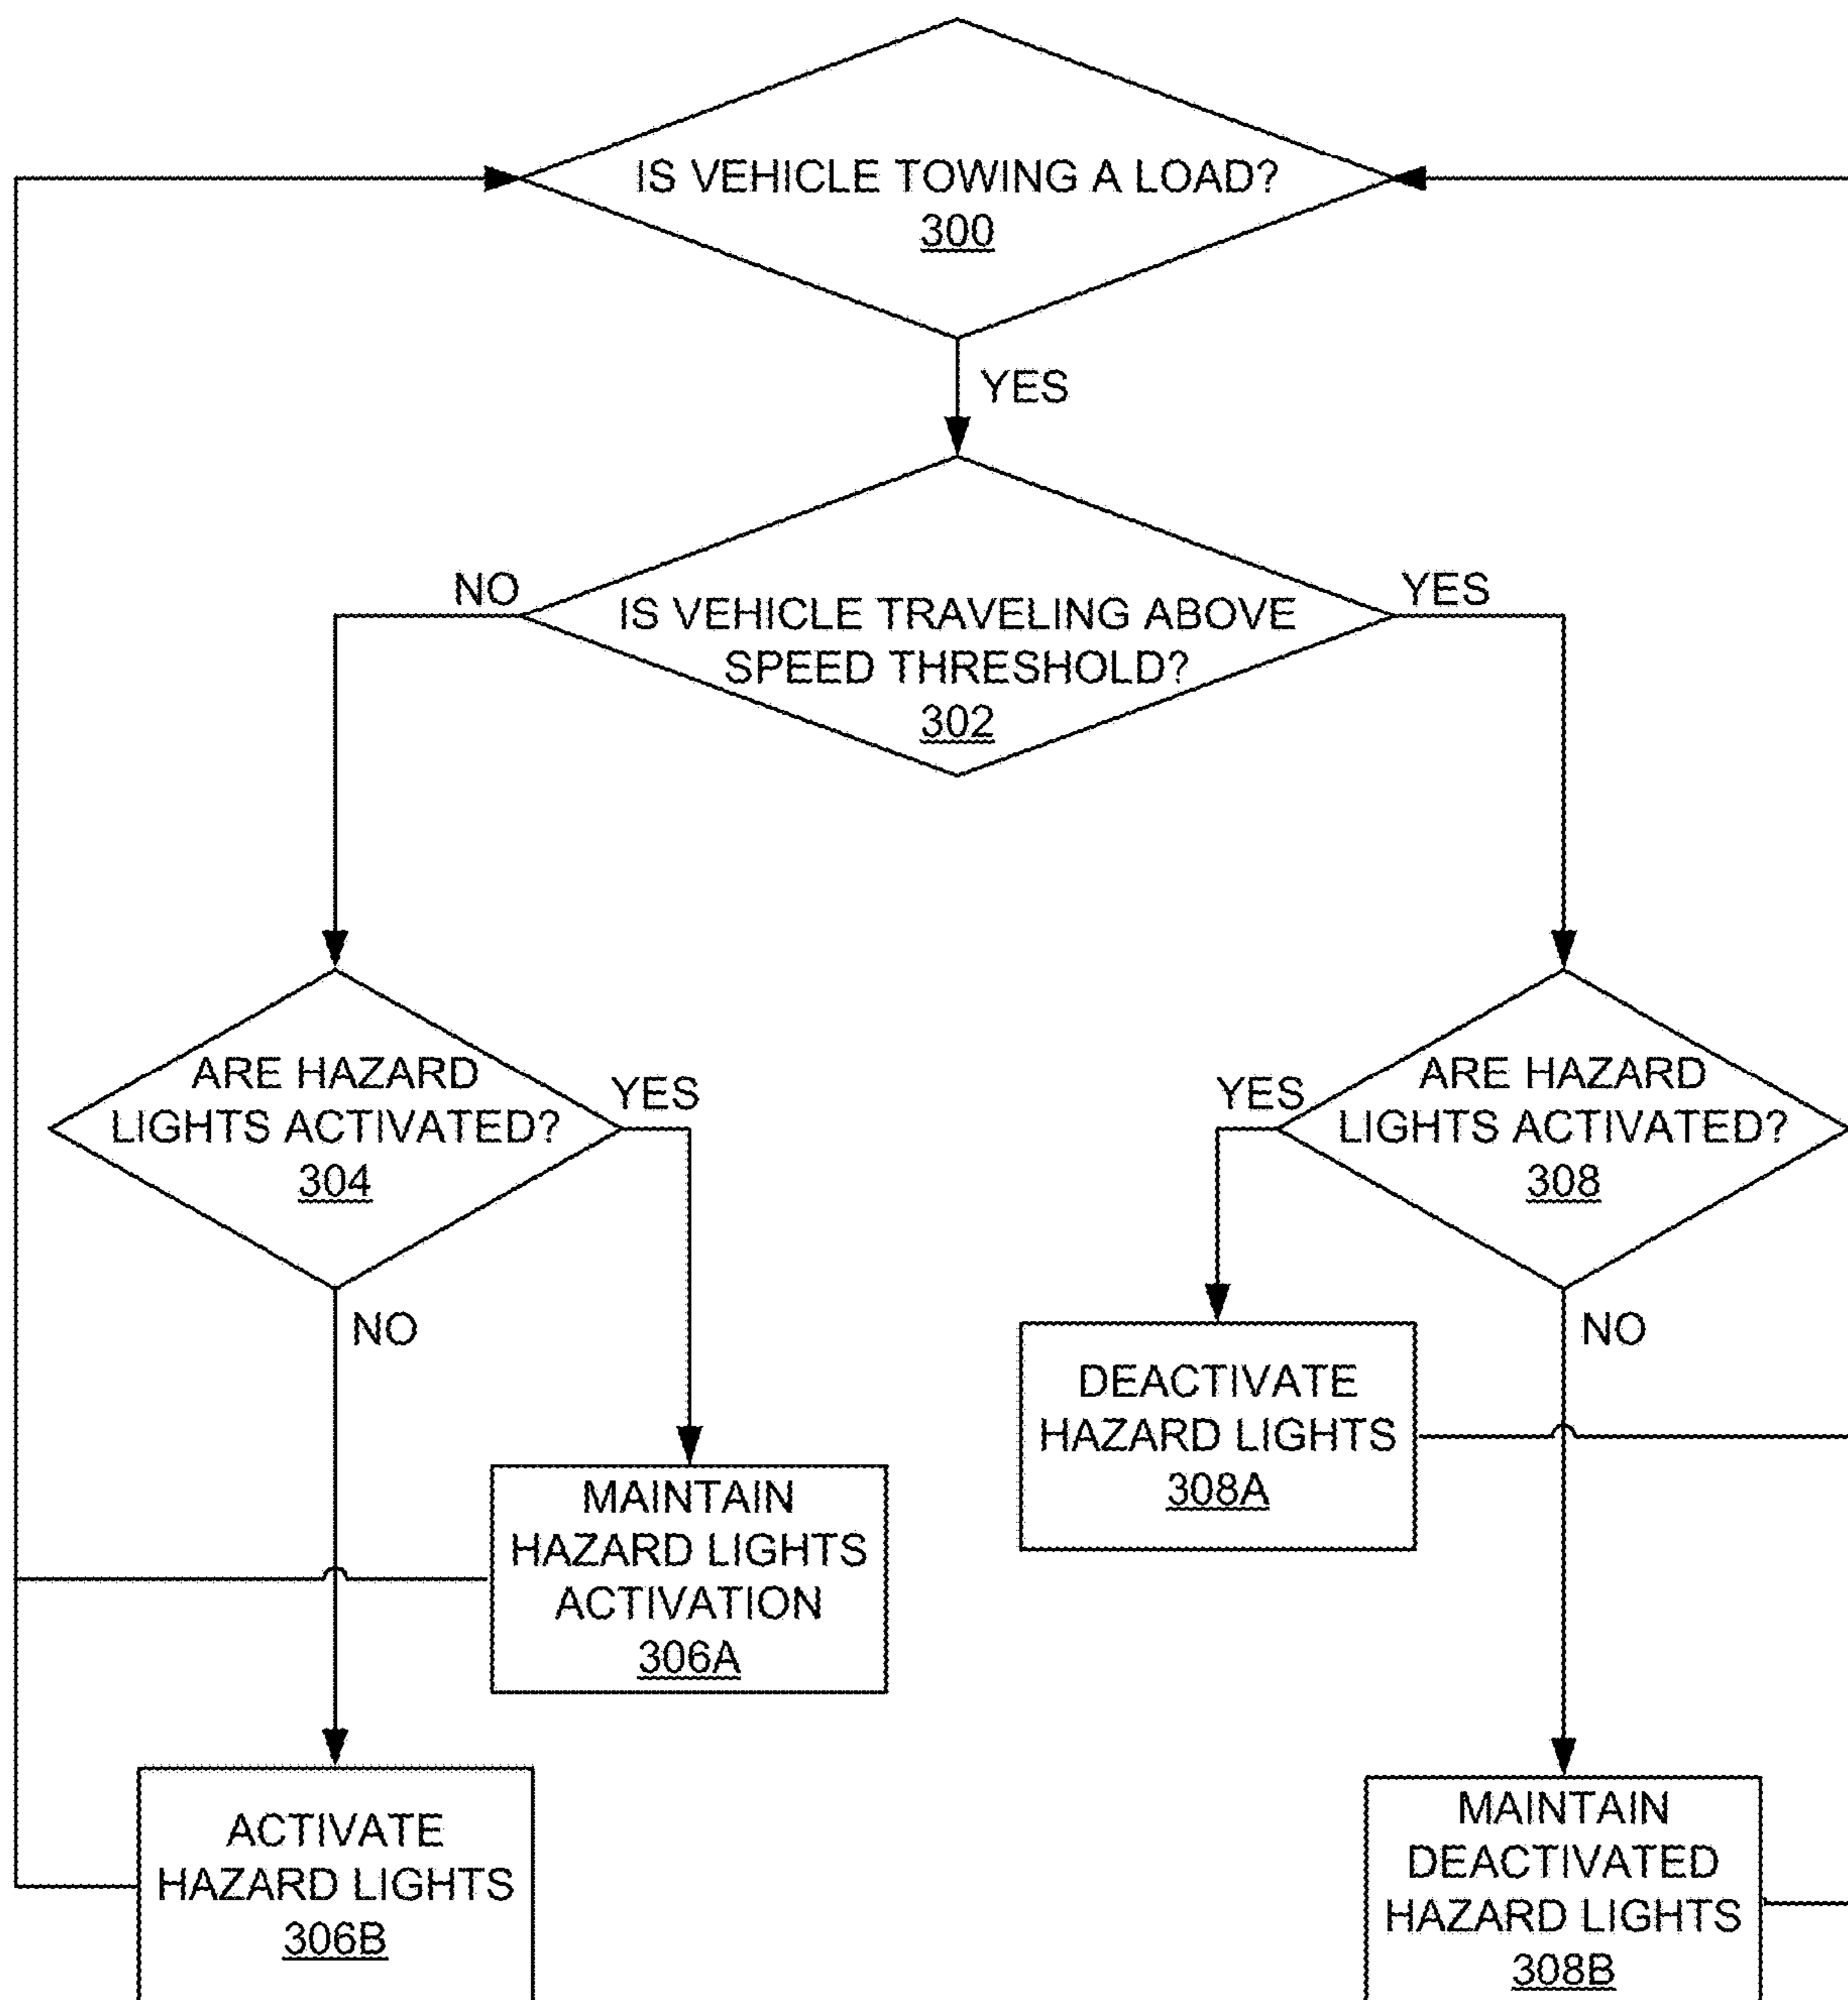 IS VEHICLE TOWING A LOAD?
300
YES
NO
YES
IS VEHICLE TRAVELING ABOVE
SPEED THRESHOLD?
302
ARE HAZARD
LIGHTS ACTIVATED?
304
YES
NO
YES
ARE HAZARD
LIGHTS ACTIVATED?
308
NO
DEACTIVATE
HAZARD LIGHTS
308A
MAINTAIN
HAZARD LIGHTS
ACTIVATION
306A
ACTIVATE
HAZARD LIGHTS
306B
MAINTAIN
DEACTIVATED
HAZARD LIGHTS
308B